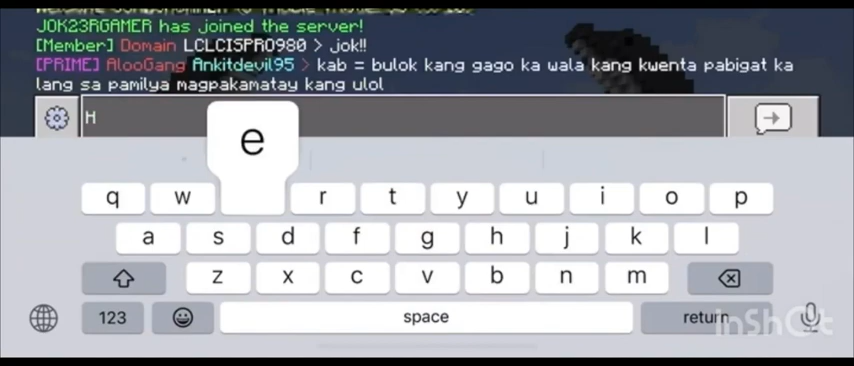 JOK23RGAMER has joined the server!
[Member] Domain LCLCISPRO980 > jok!!
[PRIME] AlooGang Ankitdevil95 > kab = bulok kang gago ka wala kang kwenta pabigat ka
lang sa pamilya magpakamatay kang ulol
H
e
q w r t y u i o p
a s d f g h j k l
z x c v b n m
123 space return
InShOt